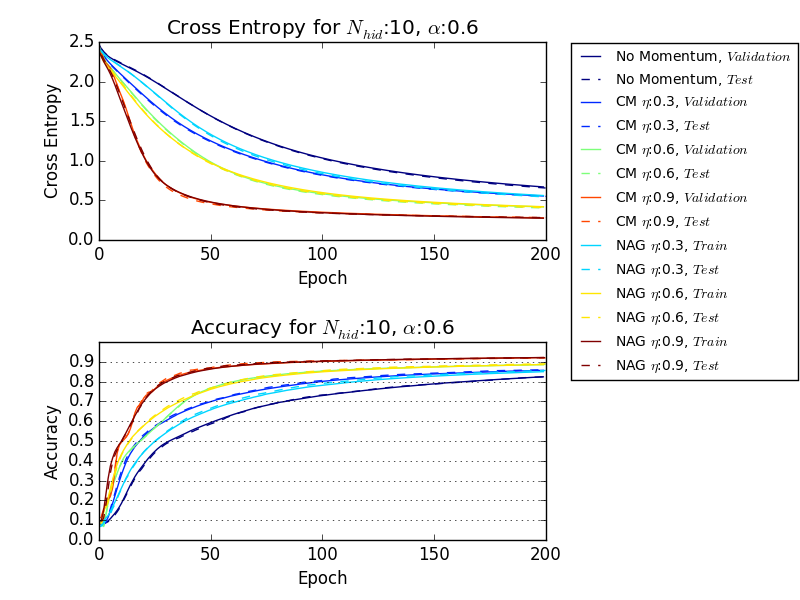 Cross Entropy for N_hid:10, α:0.6
2.5
2.0
1.5
1.0
0.5
0.0
Cross Entropy
0 50 100 150 200
Epoch
No Momentum, Validation
No Momentum, Test
CM η:0.3, Validation
CM η:0.3, Test
CM η:0.6, Validation
CM η:0.6, Test
CM η:0.9, Validation
CM η:0.9, Test
NAG η:0.3, Train
NAG η:0.3, Test
NAG η:0.6, Train
NAG η:0.6, Test
NAG η:0.9, Train
NAG η:0.9, Test
Accuracy for N_hid:10, α:0.6
0.9
0.8
0.7
0.6
0.5
0.4
0.3
0.2
0.1
0.0
Accuracy
0 50 100 150 200
Epoch